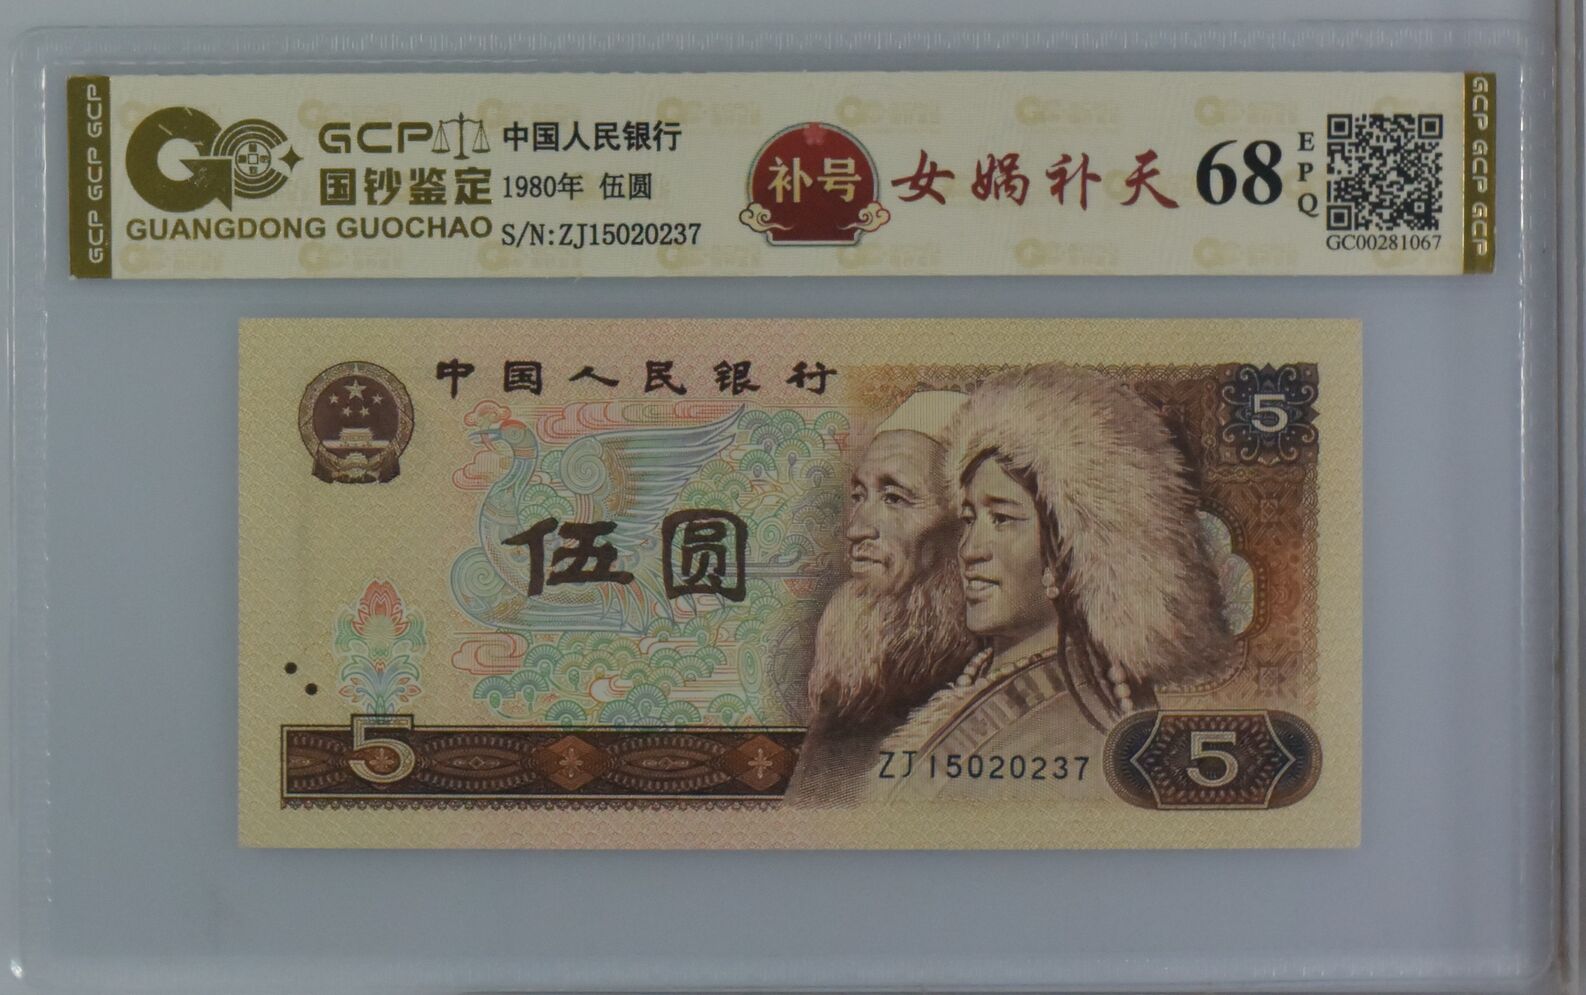 GCP GCP GCP
GCP
国钞鉴定
GUANGDONG GUOCHAO
中国人民银行
1980年 伍圆
S/N:ZJ15020237
补号
女娲补天
68
EPQ
GC00281067
GCP GCP GCP
中国人民银行
5
伍圆
5
ZJ15020237
5